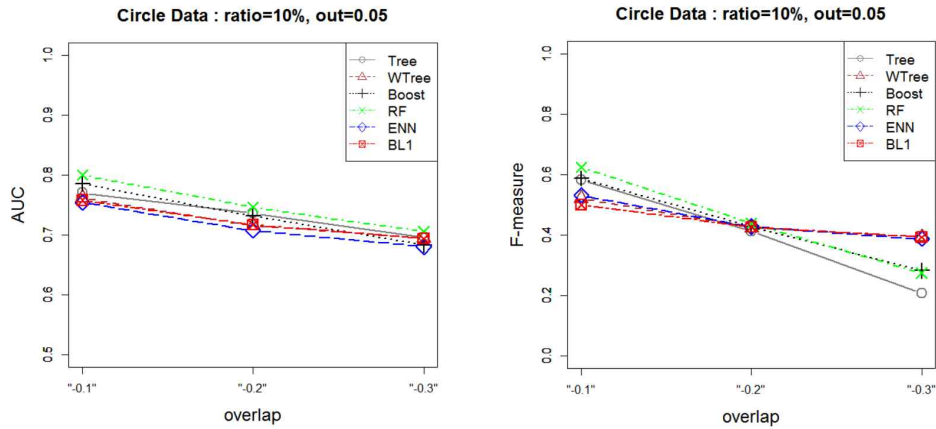 Circle Data : ratio=10%, out=0.05
AUC
1.0
0.9
0.8
0.7
0.6
0.5
Tree
WTree
Boost
RF
ENN
BL1
"-0.1"
"-0.2"
"-0.3"
overlap
Circle Data : ratio=10%, out=0.05
F-measure
1.0
0.8
0.6
0.4
0.2
0.0
Tree
WTree
Boost
RF
ENN
BL1
"-0.1"
"-0.2"
"-0.3"
overlap